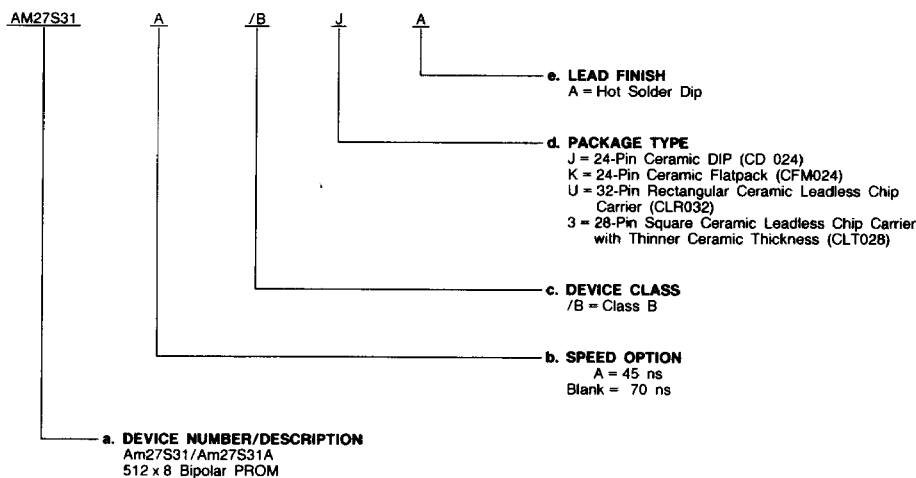 AM27S31 A /B J A
e. LEAD FINISH
A = Hot Solder Dip
d. PACKAGE TYPE
J = 24-Pin Ceramic DIP (CD 024)
K = 24-Pin Ceramic Flatpack (CFM024)
U = 32-Pin Rectangular Ceramic Leadless Chip
Carrier (CLR032)
3 = 28-Pin Square Ceramic Leadless Chip Carrier
with Thinner Ceramic Thickness (CLT028)
c. DEVICE CLASS
/B = Class B
b. SPEED OPTION
A = 45 ns
Blank = 70 ns
a. DEVICE NUMBER/DESCRIPTION
Am27S31/Am27S31A
512 x 8 Bipolar PROM